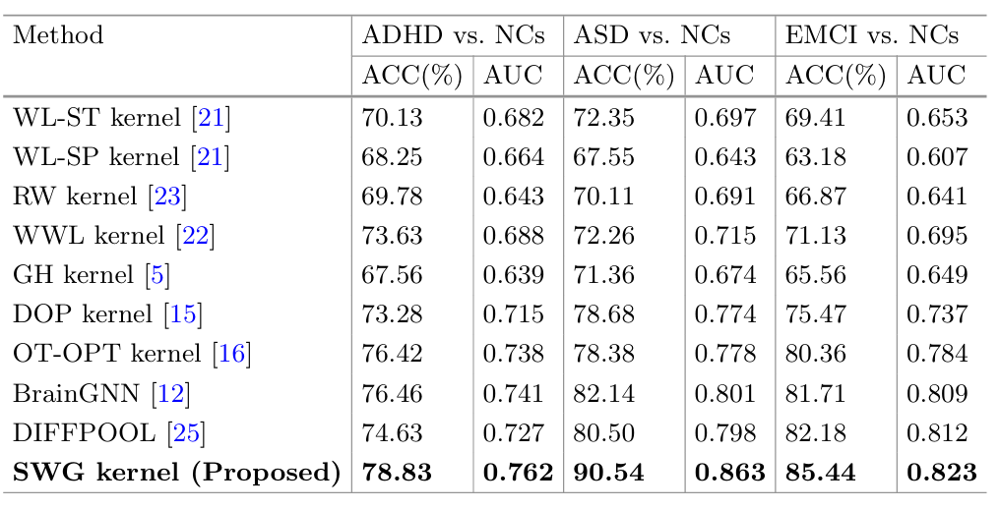 Method ADHD vs. NCs ASD vs. NCs EMCI vs. NCs
ACC(%) AUC ACC(%) AUC ACC(%) AUC
WL-ST kernel [21] 70.13 0.682 72.35 0.697 69.41 0.653
WL-SP kernel [21] 68.25 0.664 67.55 0.643 63.18 0.607
RW kernel [23] 69.78 0.643 70.11 0.691 66.87 0.641
WWL kernel [22] 73.63 0.688 72.26 0.715 71.13 0.695
GH kernel [5] 67.56 0.639 71.36 0.674 65.56 0.649
DOP kernel [15] 73.28 0.715 78.68 0.774 75.47 0.737
OT-OPT kernel [16] 76.42 0.738 78.38 0.778 80.36 0.784
BrainGNN [12] 76.46 0.741 82.14 0.801 81.71 0.809
DIFFPOOL [25] 74.63 0.727 80.50 0.798 82.18 0.812
SWG kernel (Proposed) 78.83 0.762 90.54 0.863 85.44 0.823